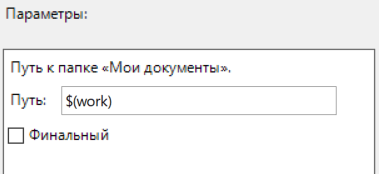 Параметры:
Путь к папке «Мои документы».
Путь: $(work)
Финальный